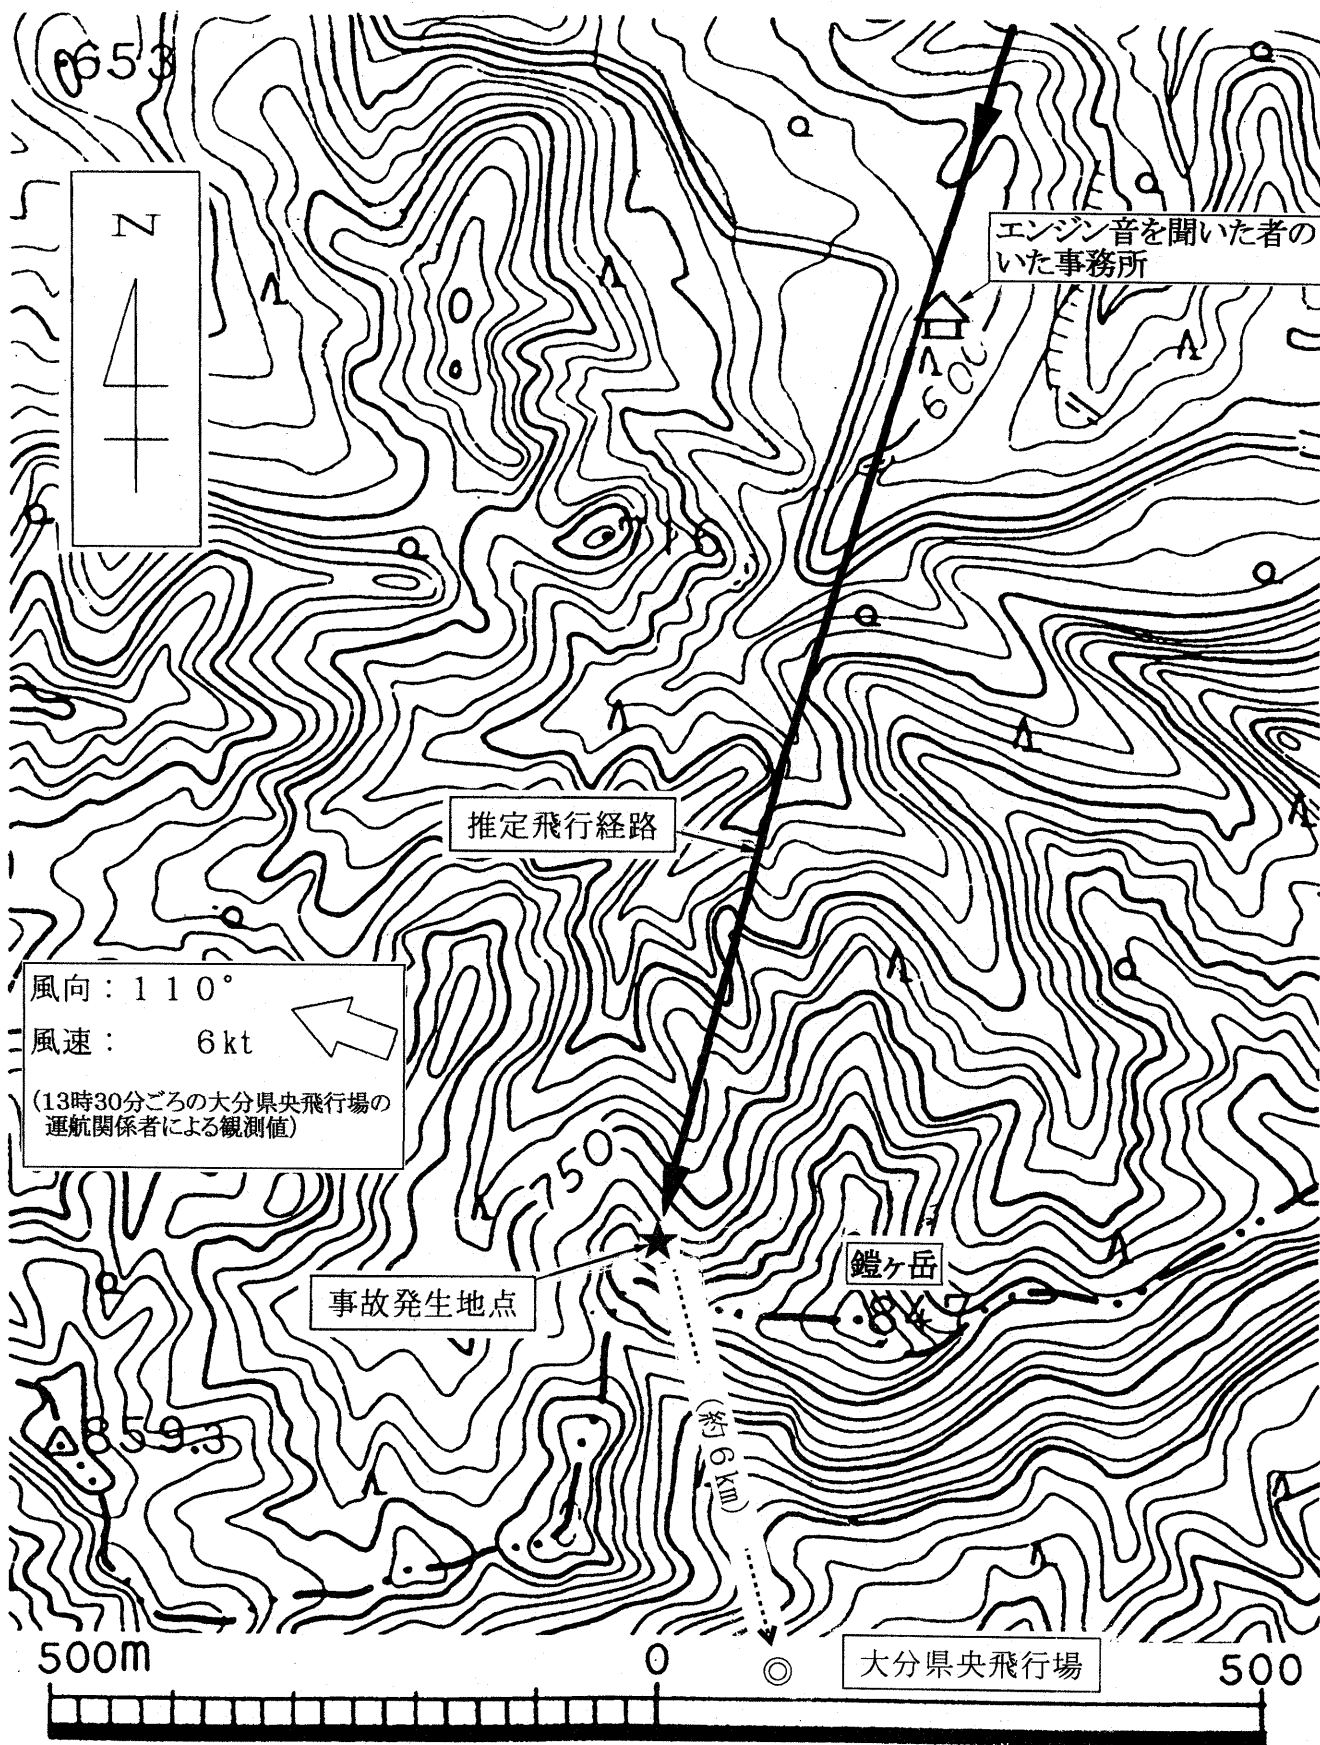 653
N
エンジン音を聞いた者の
いた事務所
600
716
推定飛行経路
風向：110°
風速： 6kt
(13時30分ごろの大分県央飛行場の
運航関係者による観測値)
750
事故発生地点
鎧ヶ岳
847
859.3
(約6km)
500m
0
500
大分県央飛行場